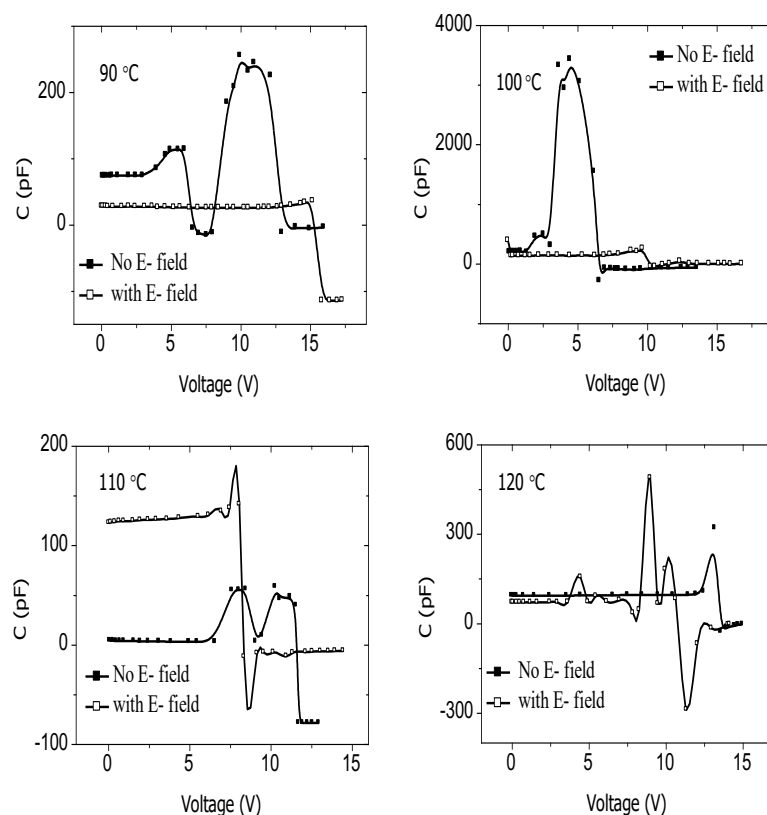 90 °C
200
0
C (pF)
No E- field
with E- field
0 5 10 15
Voltage (V)
100 °C
4000
2000
0
-2000
C (pF)
No E- field
with E- field
0 5 10 15
Voltage (V)
110 °C
200
100
0
-100
C (pF)
No E- field
with E- field
0 5 10 15
Voltage (V)
120 °C
600
300
0
-300
C (pF)
No E- field
with E- field
0 5 10 15
Voltage (V)